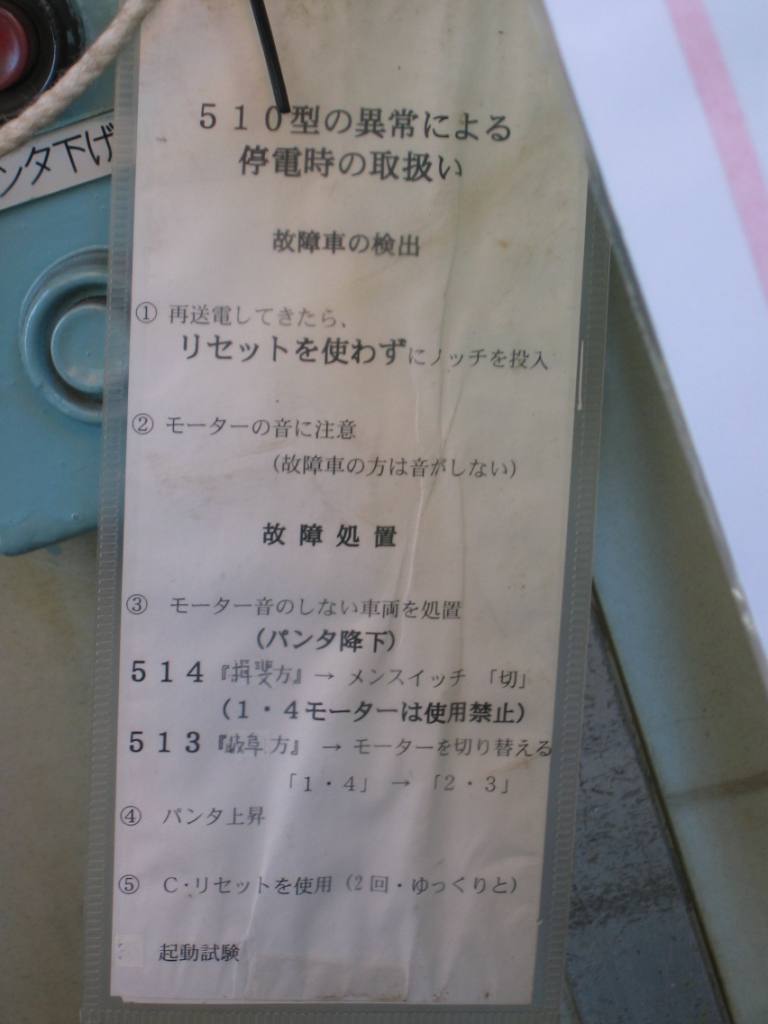 ンタ下げ
510型の異常による
停電時の取扱い
故障車の検出
① 再送電してきたら、
リセットを使わずにノッチを投入
② モーターの音に注意
(故障車の方は音がしない)
故障処置
③ モーター音のしない車両を処置
(パンタ降下)
514『揖斐方』→ メンスイッチ 「切」
(1・4モーターは使用禁止)
513『岐阜方』 → モーターを切り替える
「1・4」 → 「2・3」
④ パンタ上昇
⑤ C・リセットを使用(2回・ゆっくりと)
起動試験